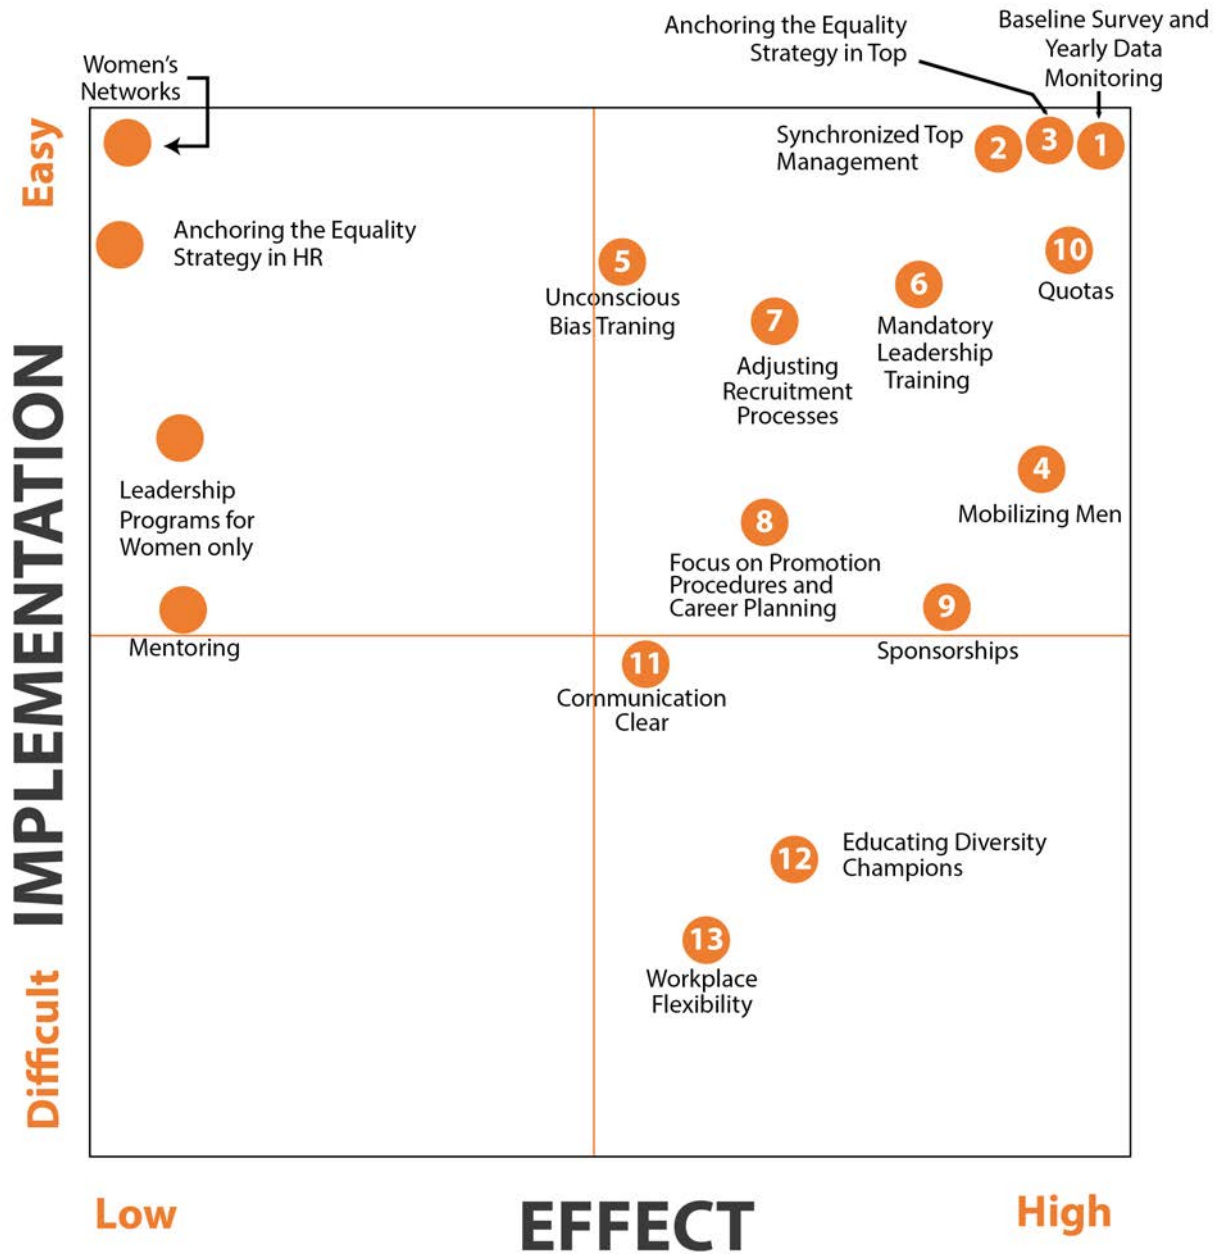 Anchoring the Equality
Strategy in Top
Baseline Survey and
Yearly Data
Monitoring
Women's
Networks
Easy
Synchronized Top
Management
2
3
1
Anchoring the Equality
Strategy in HR
5
Unconscious
Bias Traning
7
Adjusting
Recruitment
Processes
6
Mandatory
Leadership
Training
10
Quotas
IMPLEMENTATION
Leadership
Programs for
Women only
4
Mobilizing Men
8
Focus on Promotion
Procedures and
Career Planning
9
Sponsorships
Mentoring
11
Communication
Clear
12
Educating Diversity
Champions
13
Workplace
Flexibility
Difficult
Low
EFFECT
High